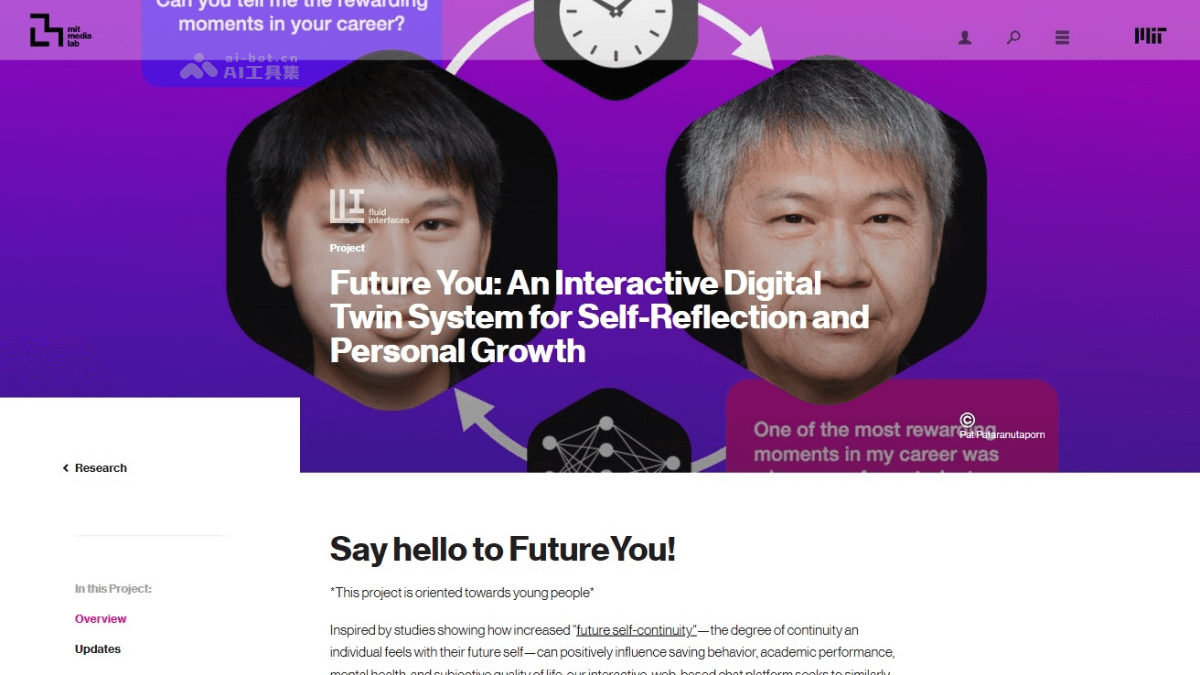 Can you tell me the rewarding
moments in your career?
mit
media
lab
ai-bot.cn
AI工具集
MIT
fluid
interfaces
Project
Future You: An Interactive Digital
Twin System for Self-Reflection and
Personal Growth
One of the most rewarding
moments in my career was
©
Pat Pataranutaporn
Research
Say hello to FutureYou!
*This project is oriented towards young people*
In this Project:
Overview
Updates
Inspired by studies showing how increased "future self-continuity"—the degree of continuity an
individual feels with their future self—can positively influence saving behavior, academic performance,
mental health, and subjective quality of life, our interactive, web-based chat platform seeks to similarly